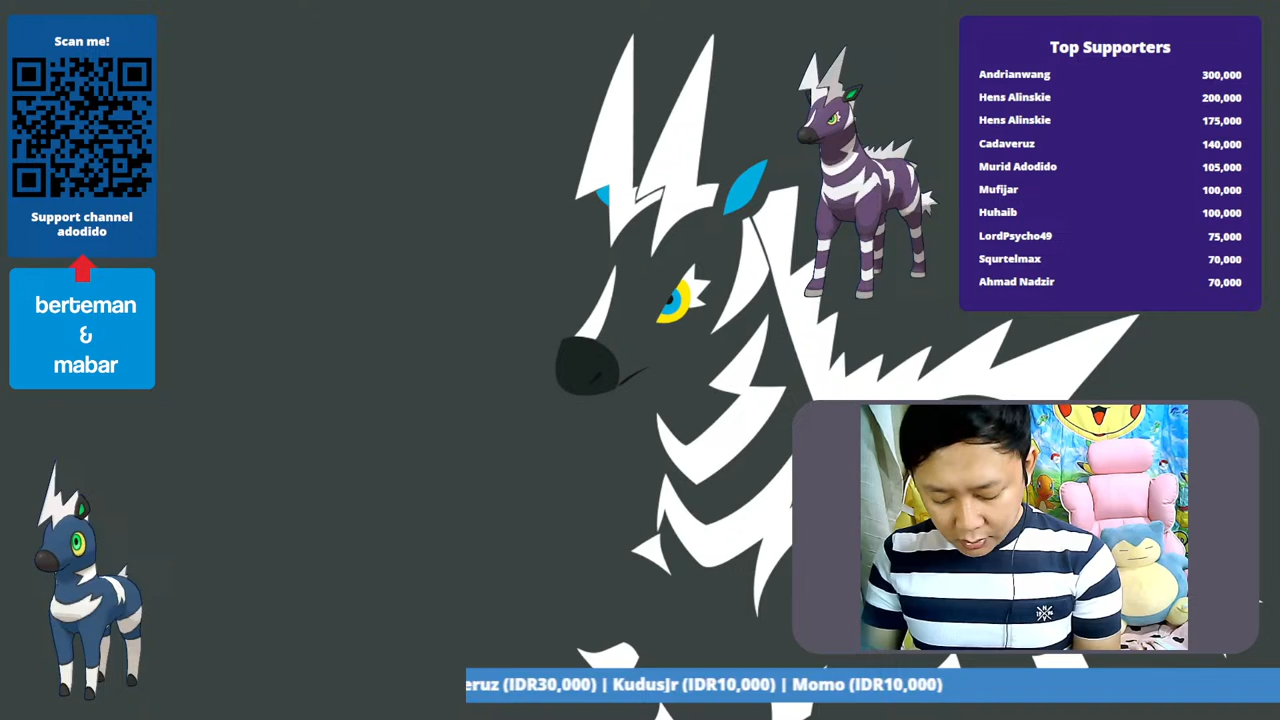 Scan me!
Support channel
adodido
berteman
&
mabar
Top Supporters
Andrianwang 300,000
Hens Alinskie 200,000
Hens Alinskie 175,000
Cadaveruz 140,000
Murid Adodido 105,000
Mufijar 100,000
Huhaib 100,000
LordPsycho49 75,000
Squrtelmax 70,000
Ahmad Nadzir 70,000
eruz (IDR30,000) | KudusJr (IDR10,000) | Momo (IDR10,000)